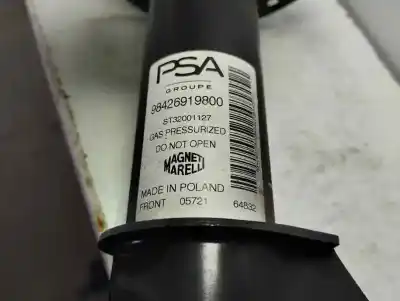 PSA
GROUPE
98426919800
ST32001127
GAS PRESSURIZED
DO NOT OPEN
MAGNETI
MARELLI
MADE IN POLAND
FRONT 05721 64832